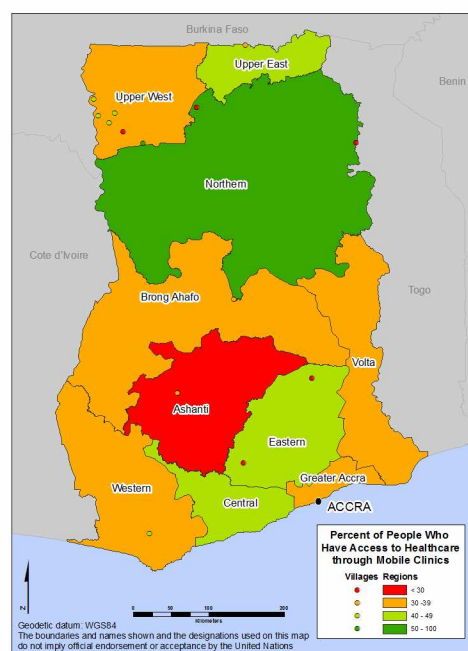 Burkina Faso
Upper East
Benin
Upper West
Northern
Cote d'Ivoire
Togo
Brong Ahafo
Volta
Ashanti
Eastern
Greater Accra
Western
Central
ACCRA
Percent of People Who
Have Access to Healthcare
through Mobile Clinics
Villages Regions
< 30
30 -39
40 - 49
50 - 100
N
0 50 100 200
Kilometers
Geodetic datum: WGS84
The boundaries and names shown and the designations used on this map
do not imply official endorsement or acceptance by the United Nations